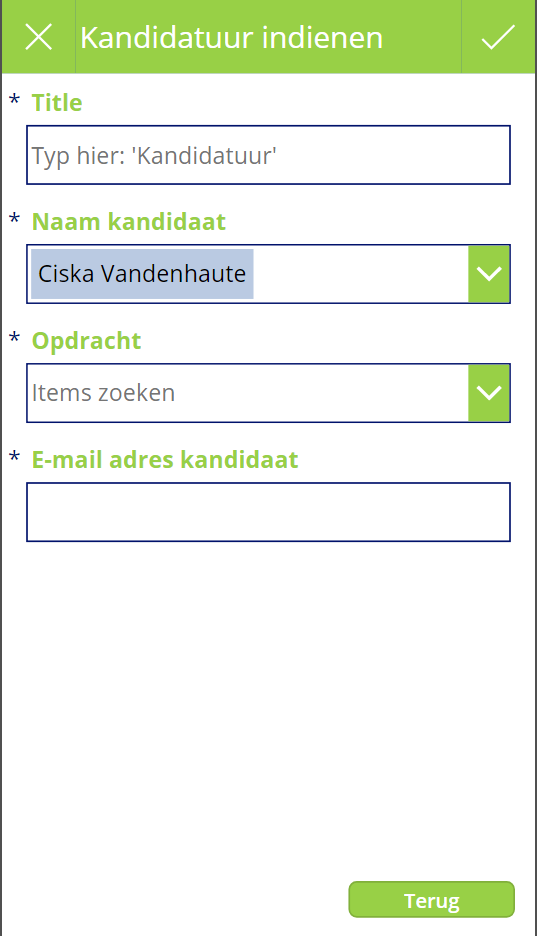 Kandidatuur indienen
* Title
Typ hier: 'Kandidatuur'
* Naam kandidaat
Ciska Vandenhaute
* Opdracht
Items zoeken
* E-mail adres kandidaat
Terug